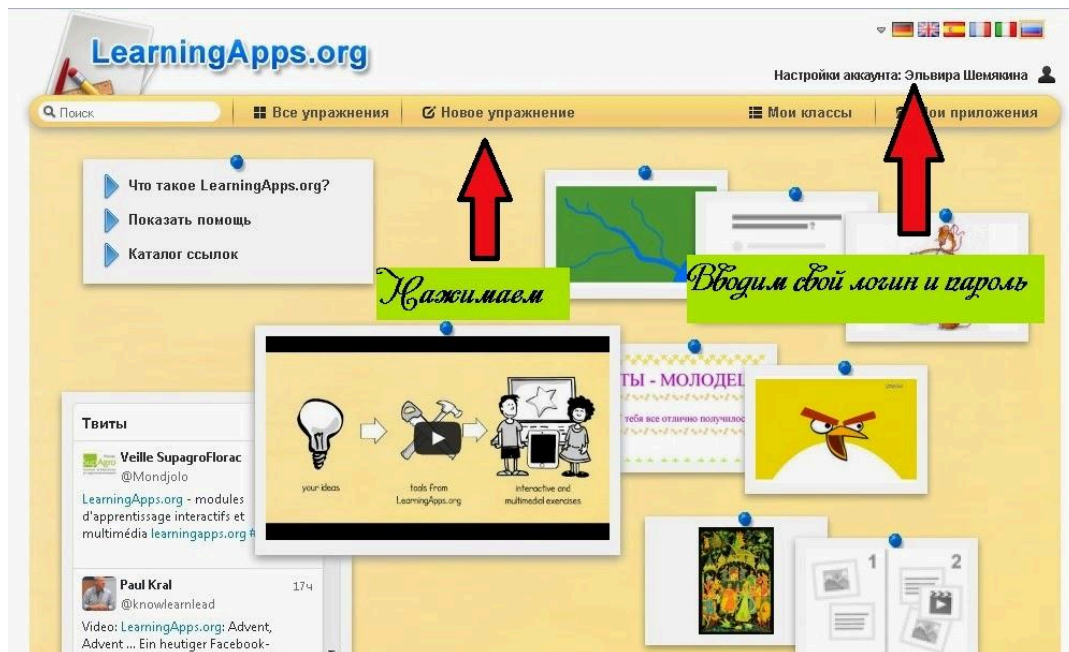 LearningApps.org
Настройки аккаунта: Эльвира Шемякина
Поиск
Все упражнения
Новое упражнение
Мои классы
ои приложения
Что такое LearningApps.org?
Показать помощь
Каталог ссылок
?
Нажимаем
Вводим свой логин и пароль
ТЫ - МОЛОДЕЦ
тебя все отлично получилос
your ideas
tools from
LearningApps.org
interactive and
multimedial exercises
Твиты
Veille SupagroFlorac
@Mondjolo
LearningApps.org - modules
d'apprentissage interactifs et
multimédia learningapps.org #
Paul Kral
17ч
@knowlearnlead
Video: LearningApps.org: Advent,
Advent ... Ein heutiger Facebook-
1
2